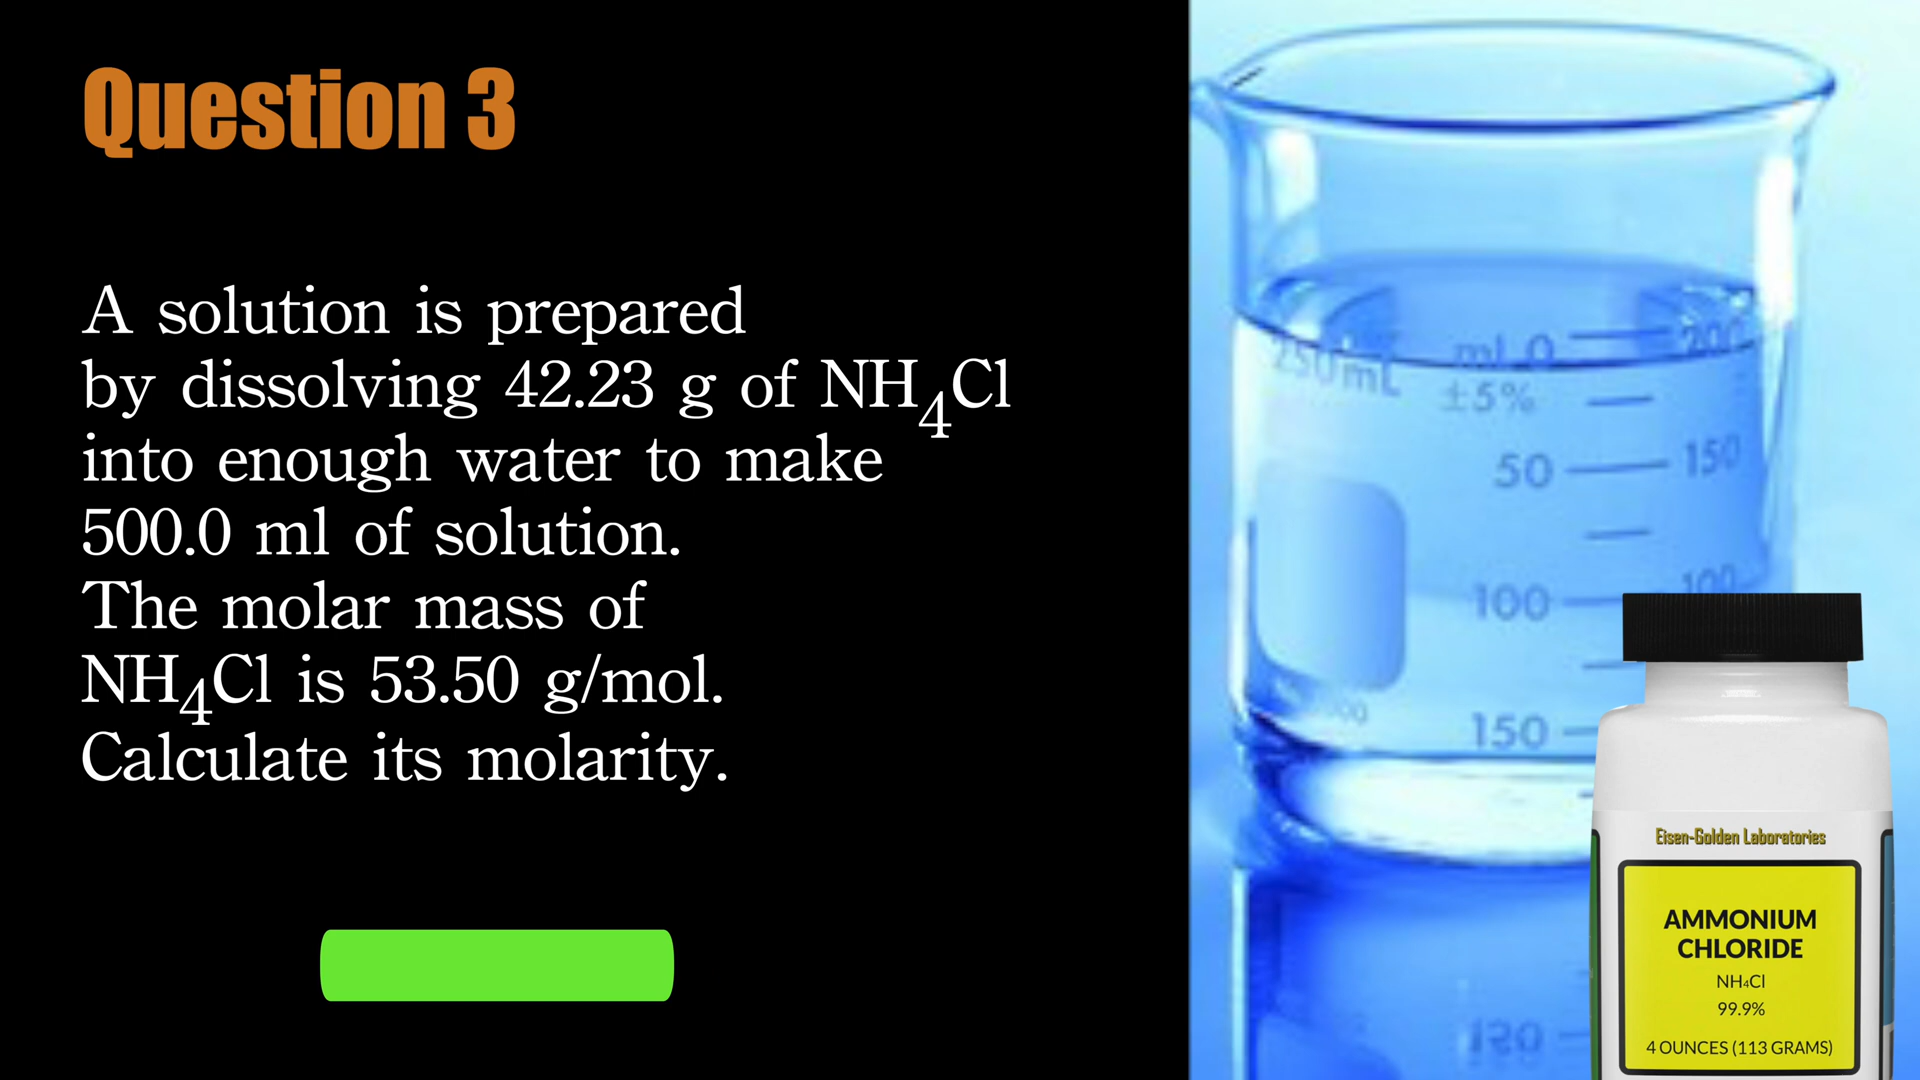 Question 3
A solution is prepared
by dissolving 42.23 g of NH₄Cl
into enough water to make
500.0 ml of solution.
The molar mass of
NH₄Cl is 53.50 g/mol.
Calculate its molarity.
250 mL
mL 0
200
±5%
50
150
100
100
150
Eisen-Golden Laboratories
AMMONIUM
CHLORIDE
NH₄Cl
99.9%
4 OUNCES (113 GRAMS)